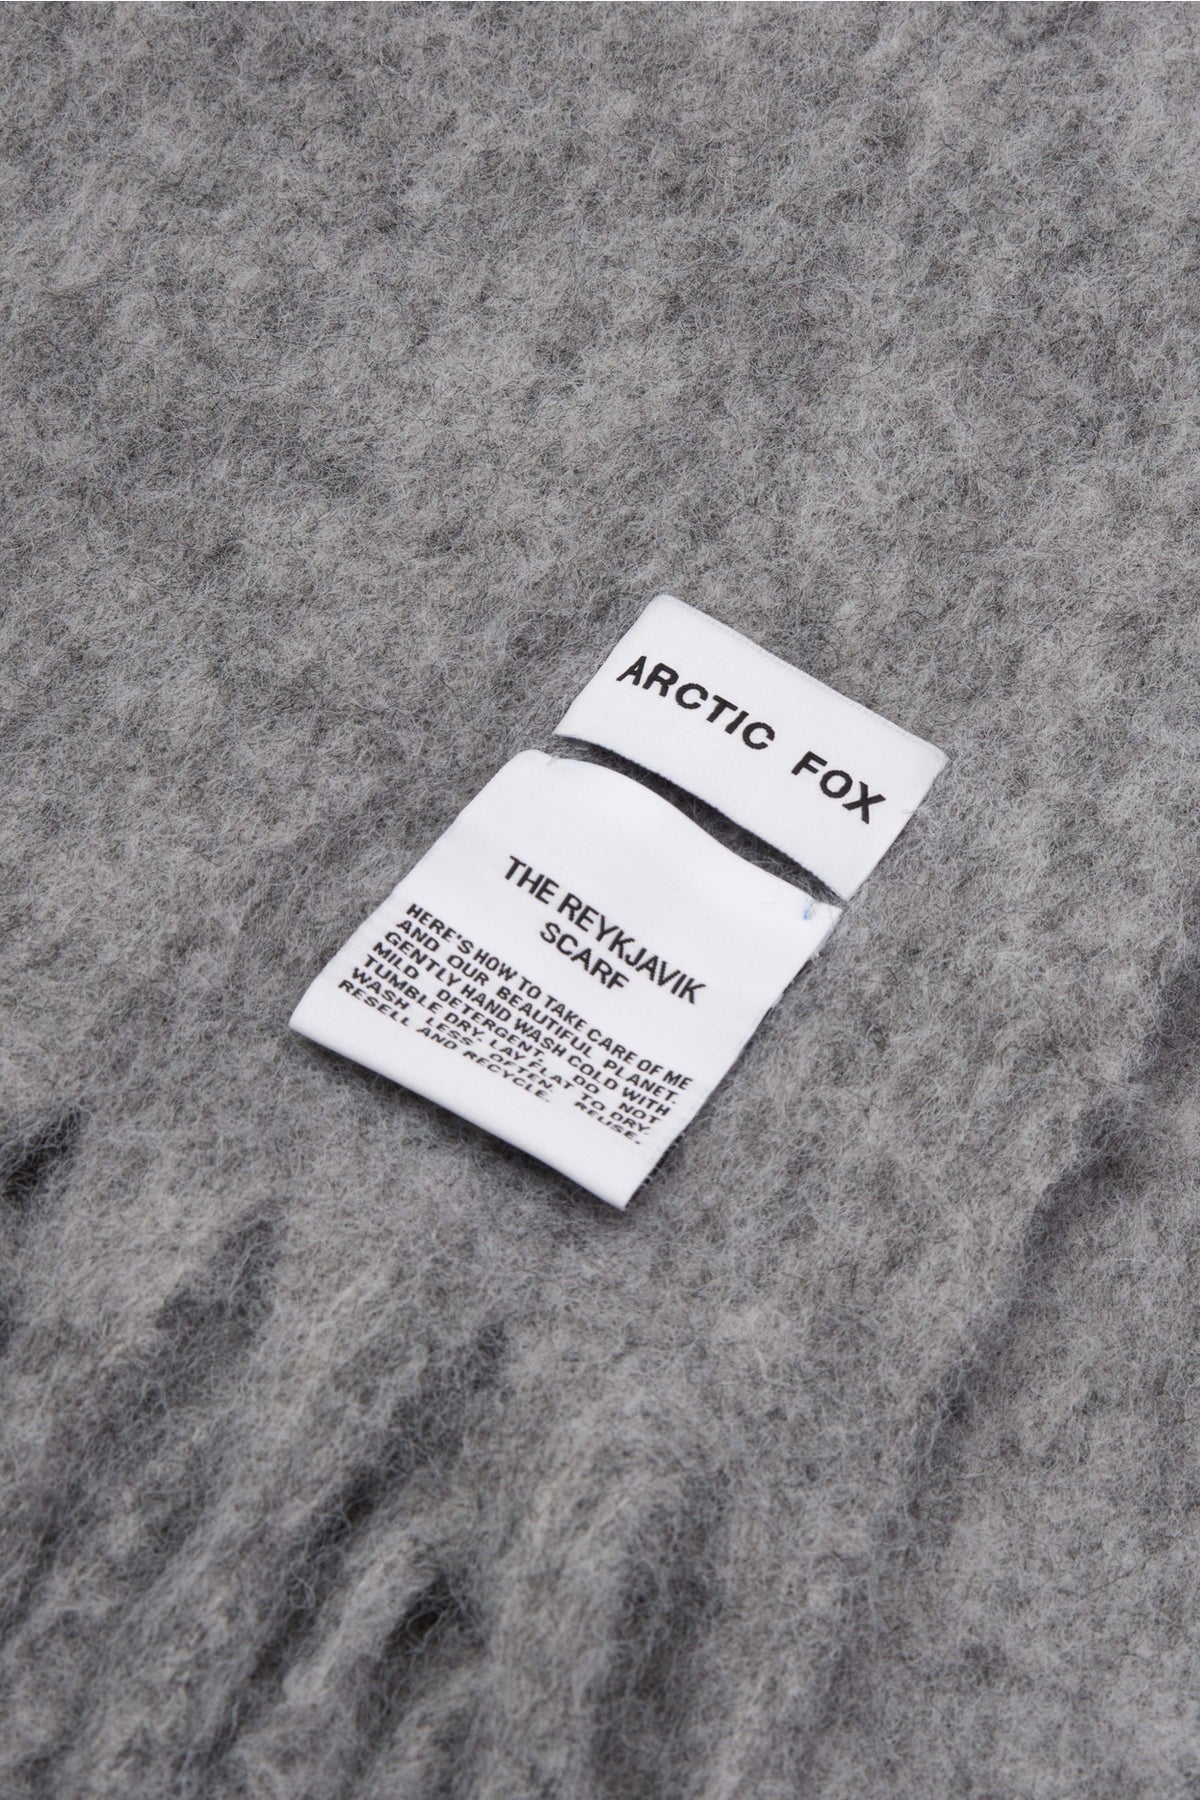 ARCTIC FOX
THE REYKJAVIK
SCARF
HERE'S HOW TO TAKE CARE OF ME
AND OUR BEAUTIFUL PLANET.
GENTLY HAND WASH COLD WITH
MILD DETERGENT. DO NOT
TUMBLE DRY. LAY FLAT TO DRY.
WASH LESS OFTEN. REUSE,
RESELL AND RECYCLE.